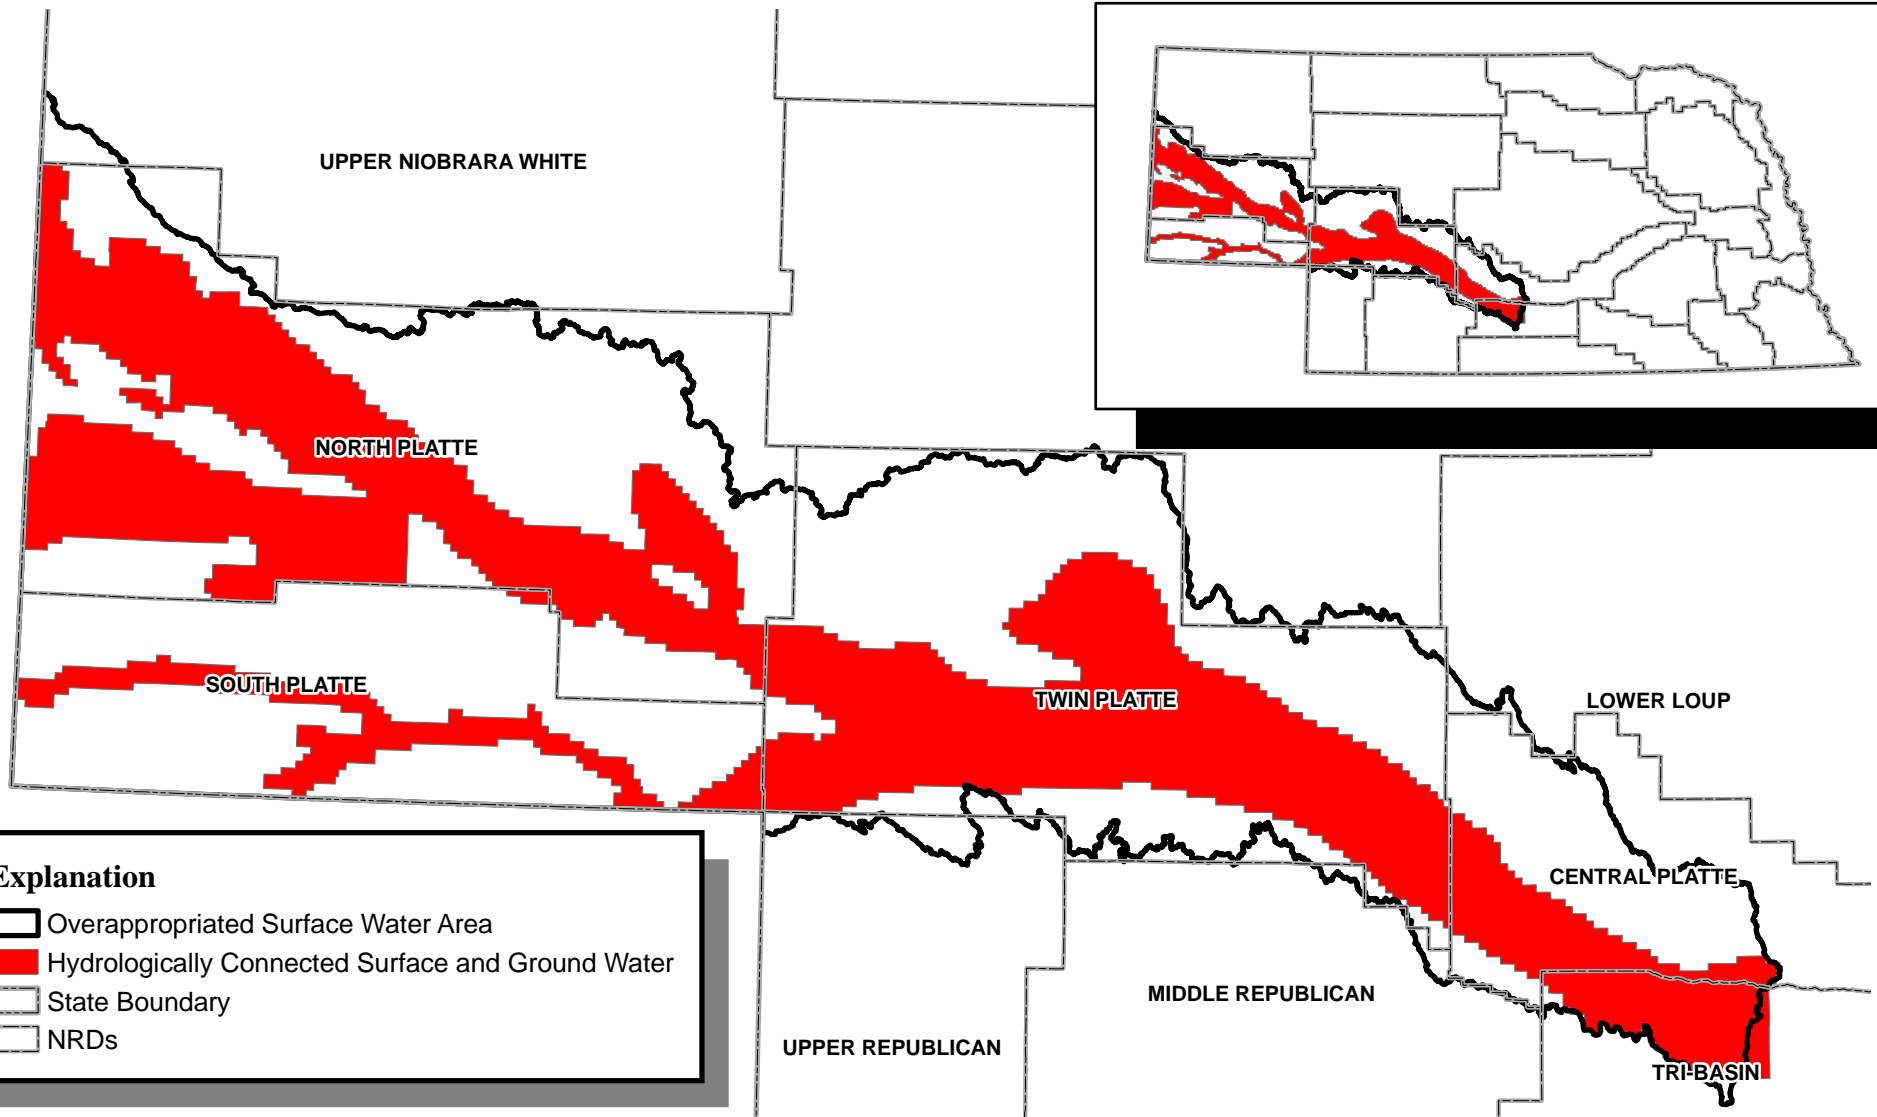 UPPER NIOBRARA WHITE
NORTH PLATTE
SOUTH PLATTE
TWIN PLATTE
LOWER LOUP
CENTRAL PLATTE
MIDDLE REPUBLICAN
UPPER REPUBLICAN
TRI-BASIN
Explanation
Overappropriated Surface Water Area
Hydrologically Connected Surface and Ground Water
State Boundary
NRDs